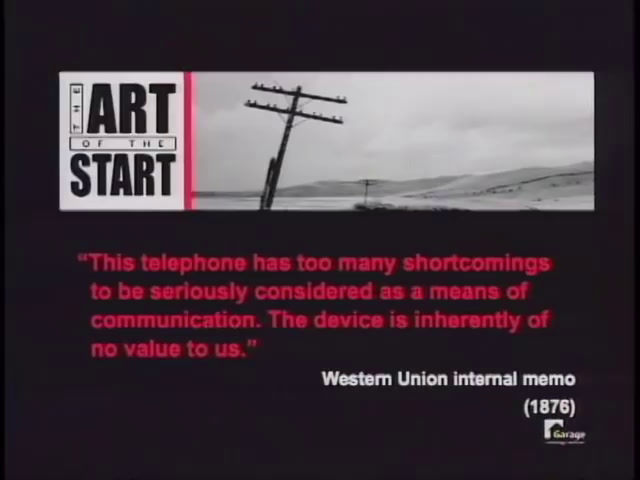 THE
ART
OF THE
START
“This telephone has too many shortcomings
to be seriously considered as a means of
communication. The device is inherently of
no value to us.”
Western Union internal memo
(1876)
Garage